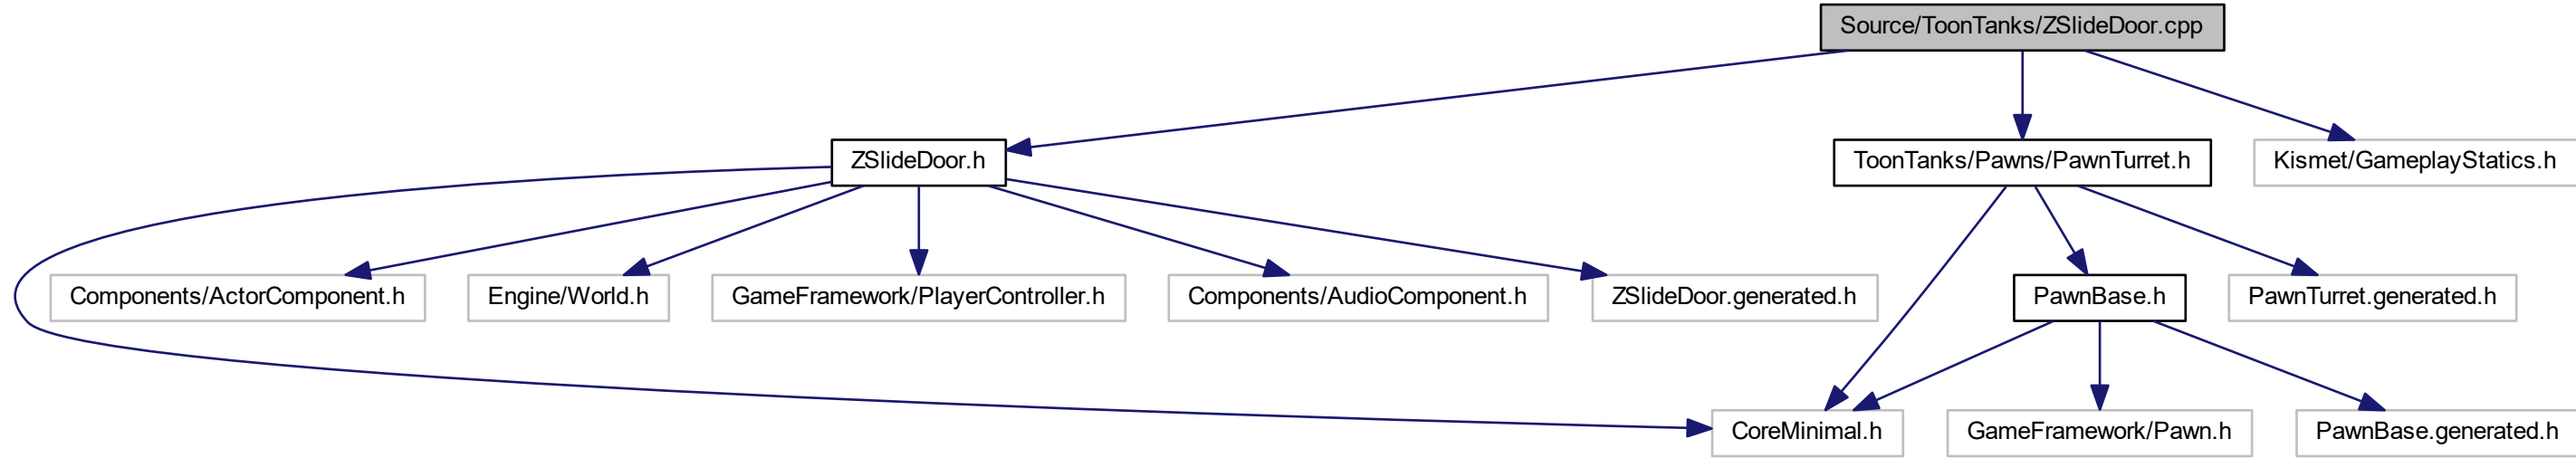 Source/ToonTanks/ZSlideDoor.cpp
ZSlideDoor.h
ToonTanks/Pawns/PawnTurret.h
Kismet/GameplayStatics.h
Components/ActorComponent.h
Engine/World.h
GameFramework/PlayerController.h
Components/AudioComponent.h
ZSlideDoor.generated.h
PawnBase.h
PawnTurret.generated.h
CoreMinimal.h
GameFramework/Pawn.h
PawnBase.generated.h